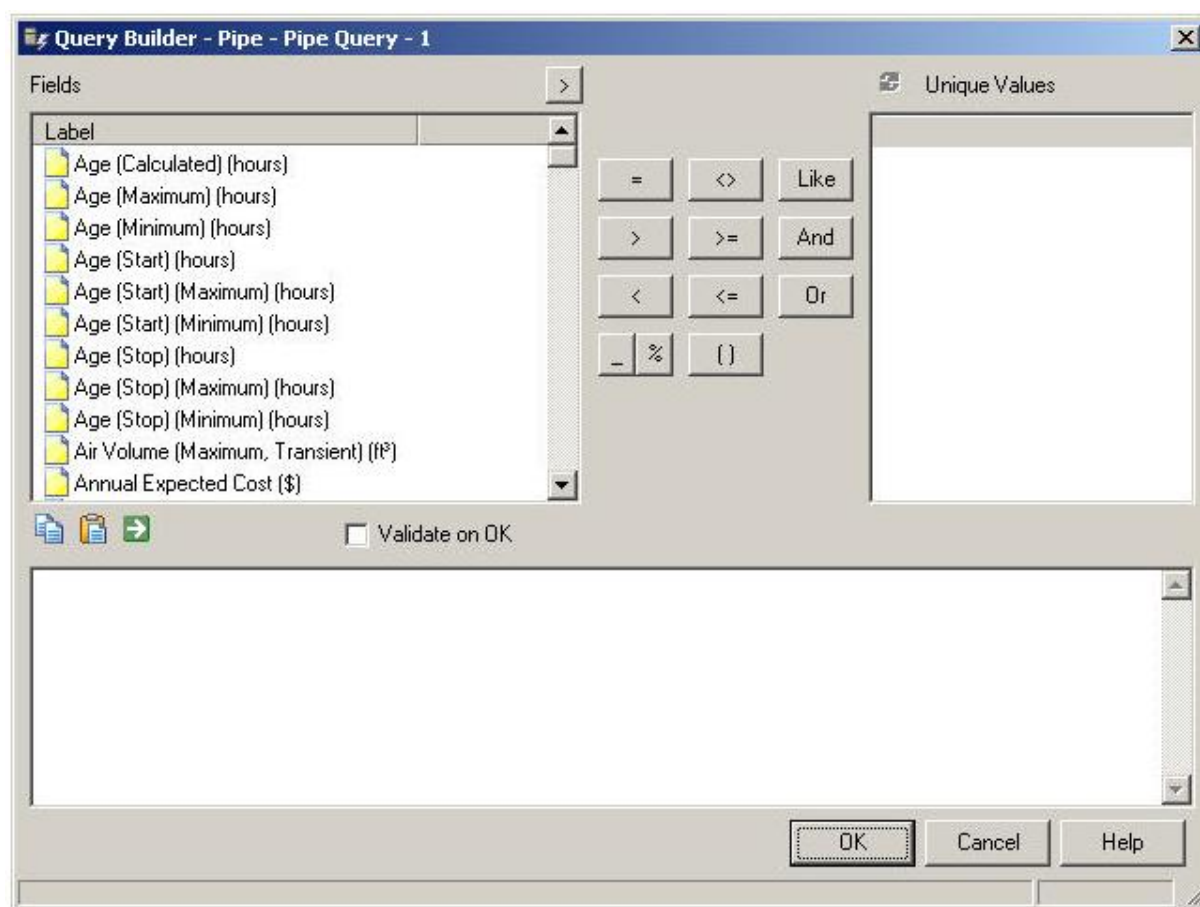 Query Builder - Pipe - Pipe Query - 1
Fields
>
Unique Values
Label
Age (Calculated) (hours)
Age (Maximum) (hours)
Age (Minimum) (hours)
Age (Start) (hours)
Age (Start) (Maximum) (hours)
Age (Start) (Minimum) (hours)
Age (Stop) (hours)
Age (Stop) (Maximum) (hours)
Age (Stop) (Minimum) (hours)
Air Volume (Maximum, Transient) (ft³)
Annual Expected Cost ($)
= <> Like
> >= And
< <= Or
_ % ( )
Validate on OK
OK Cancel Help